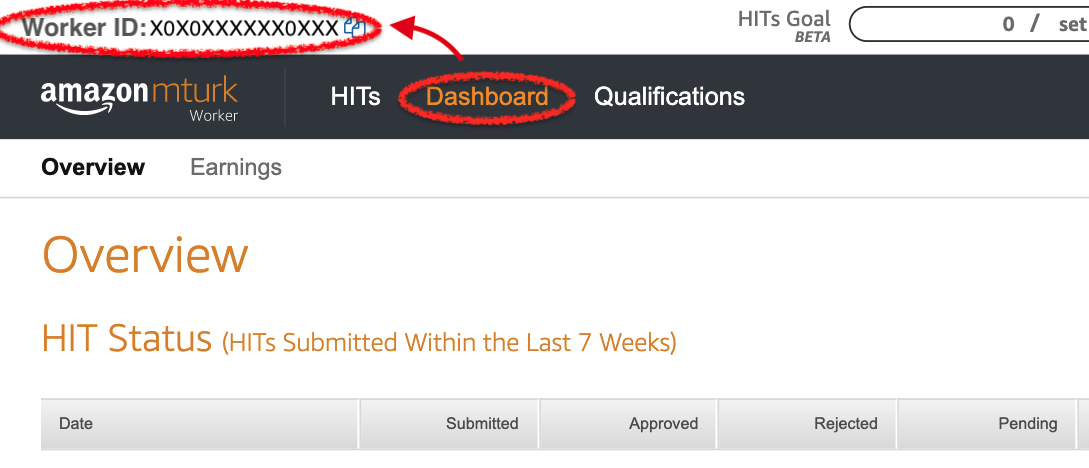 Worker ID: X0X0XXXXXX0XXX
HITs Goal
BETA
0 / set
amazon mturk
Worker
HITs Dashboard Qualifications
Overview Earnings
Overview
HIT Status (HITs Submitted Within the Last 7 Weeks)
Date Submitted Approved Rejected Pending